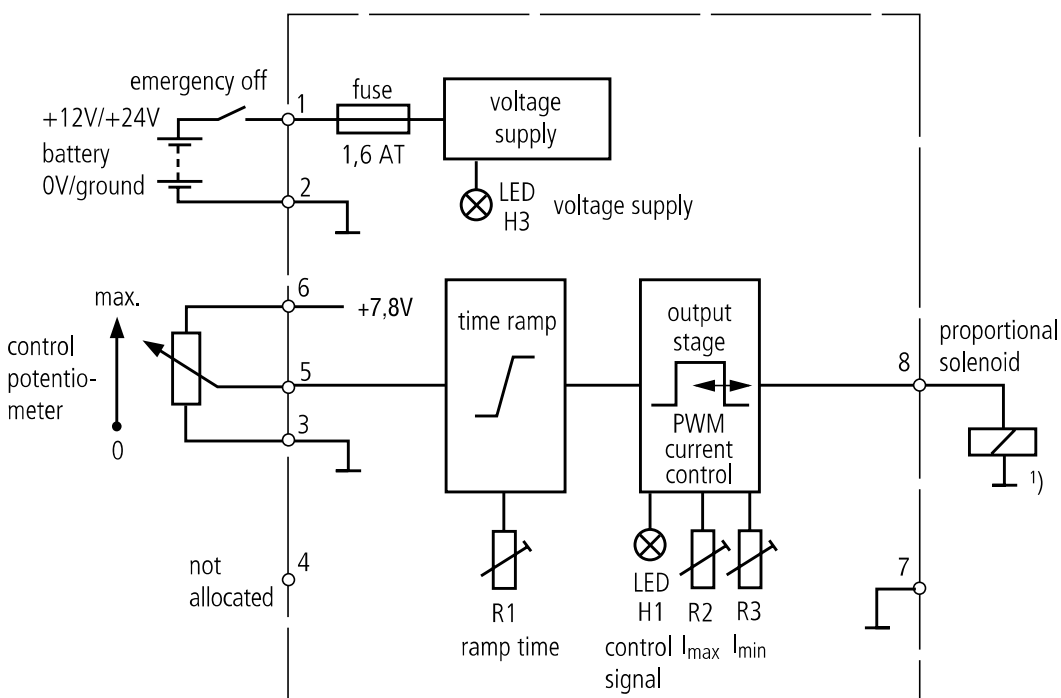 emergency off
+12V/+24V
battery
0V/ground
1
fuse
1,6 AT
voltage
supply
2
LED
H3
voltage supply
max.
control
potentio-
meter
0
6
+7,8V
5
3
time ramp
output
stage
PWM
current
control
8
proportional
solenoid
1)
not
allocated
4
R1
ramp time
LED
H1
control
signal
R2
Imax
R3
Imin
7